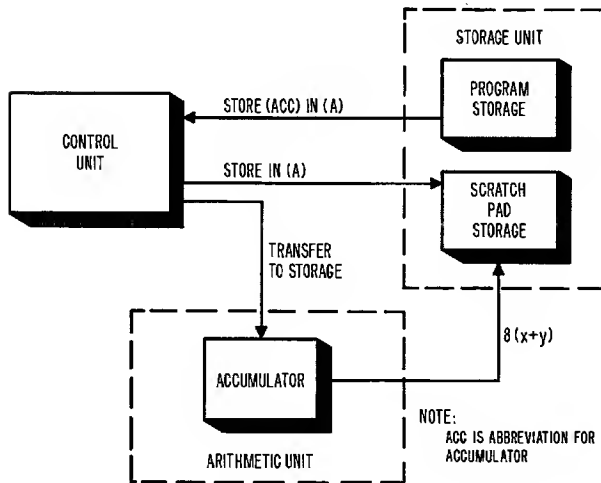 STORAGE UNIT
PROGRAM
STORAGE
STORE (ACC) IN (A)
CONTROL
UNIT
STORE IN (A)
SCRATCH
PAD
STORAGE
TRANSFER
TO STORAGE
8(x+y)
ACCUMULATOR
NOTE:
ACC IS ABBREVIATION FOR
ACCUMULATOR
ARITHMETIC UNIT